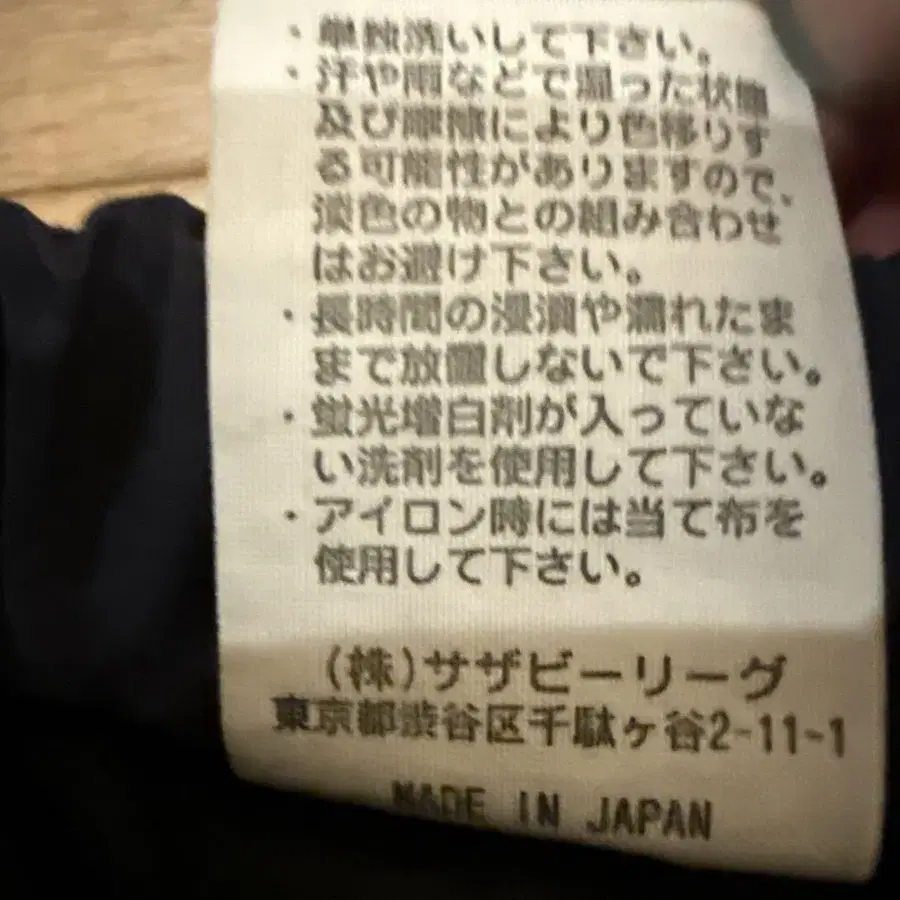 ・単独洗いして下さい。
・汗や雨などで湿った状態
及び摩擦により色移りす
る可能性がありますので、
淡色の物との組み合わせ
はお避け下さい。
・長時間の浸漬や濡れたま
まで放置しないで下さい。
・蛍光増白剤が入っていな
い洗剤を使用して下さい。
・アイロン時には当て布を
使用して下さい。
(株)サザビーリーグ
東京都渋谷区千駄ヶ谷2-11-1
MADE IN JAPAN